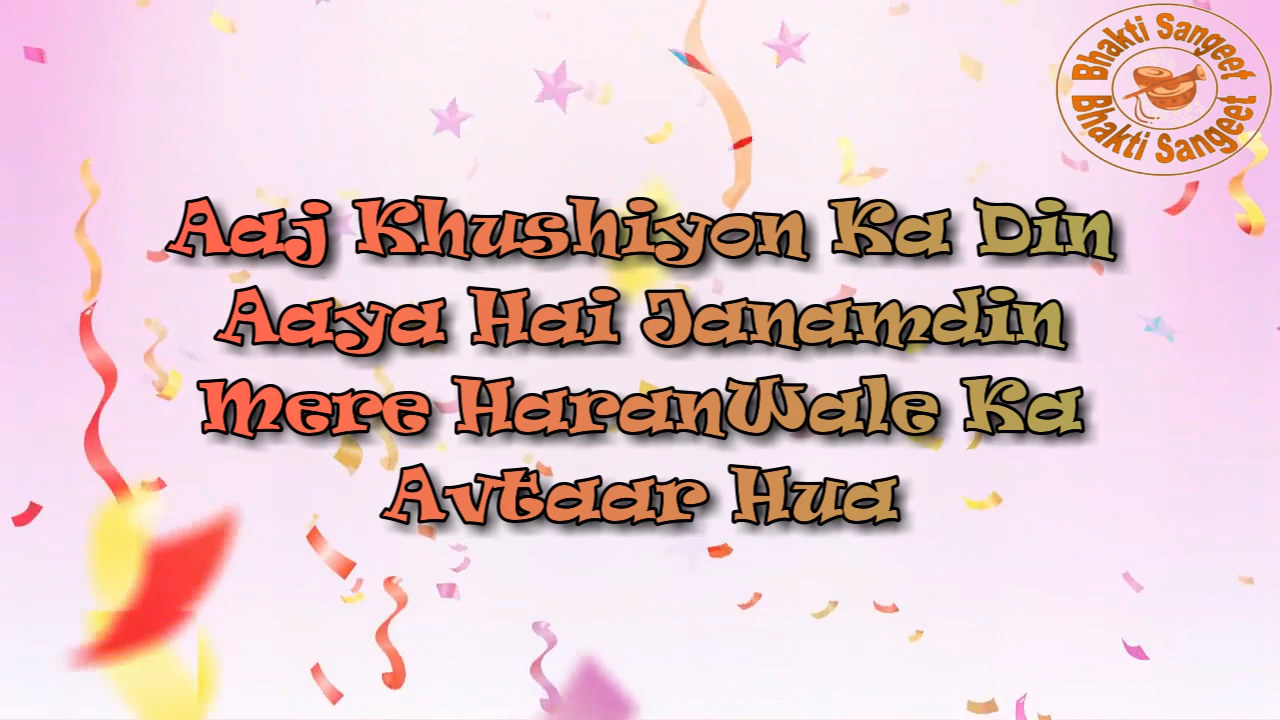 Bhakti Sangeet
Bhakti Sangeet
Aaj Khushiyon Ka Din
Aaya Hai Janamdin
Mere HaranWale Ka
Avtaar Hua